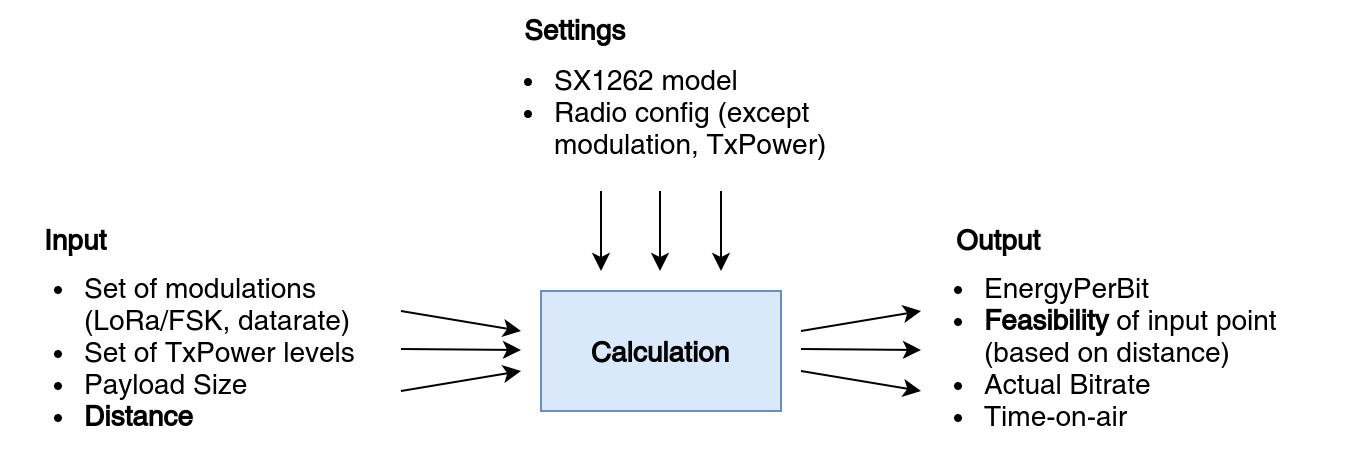 Settings
• SX1262 model
• Radio config (except
modulation, TxPower)
Input
• Set of modulations
(LoRa/FSK, datarate)
• Set of TxPower levels
• Payload Size
• Distance
Calculation
Output
• EnergyPerBit
• Feasibility of input point
(based on distance)
• Actual Bitrate
• Time-on-air